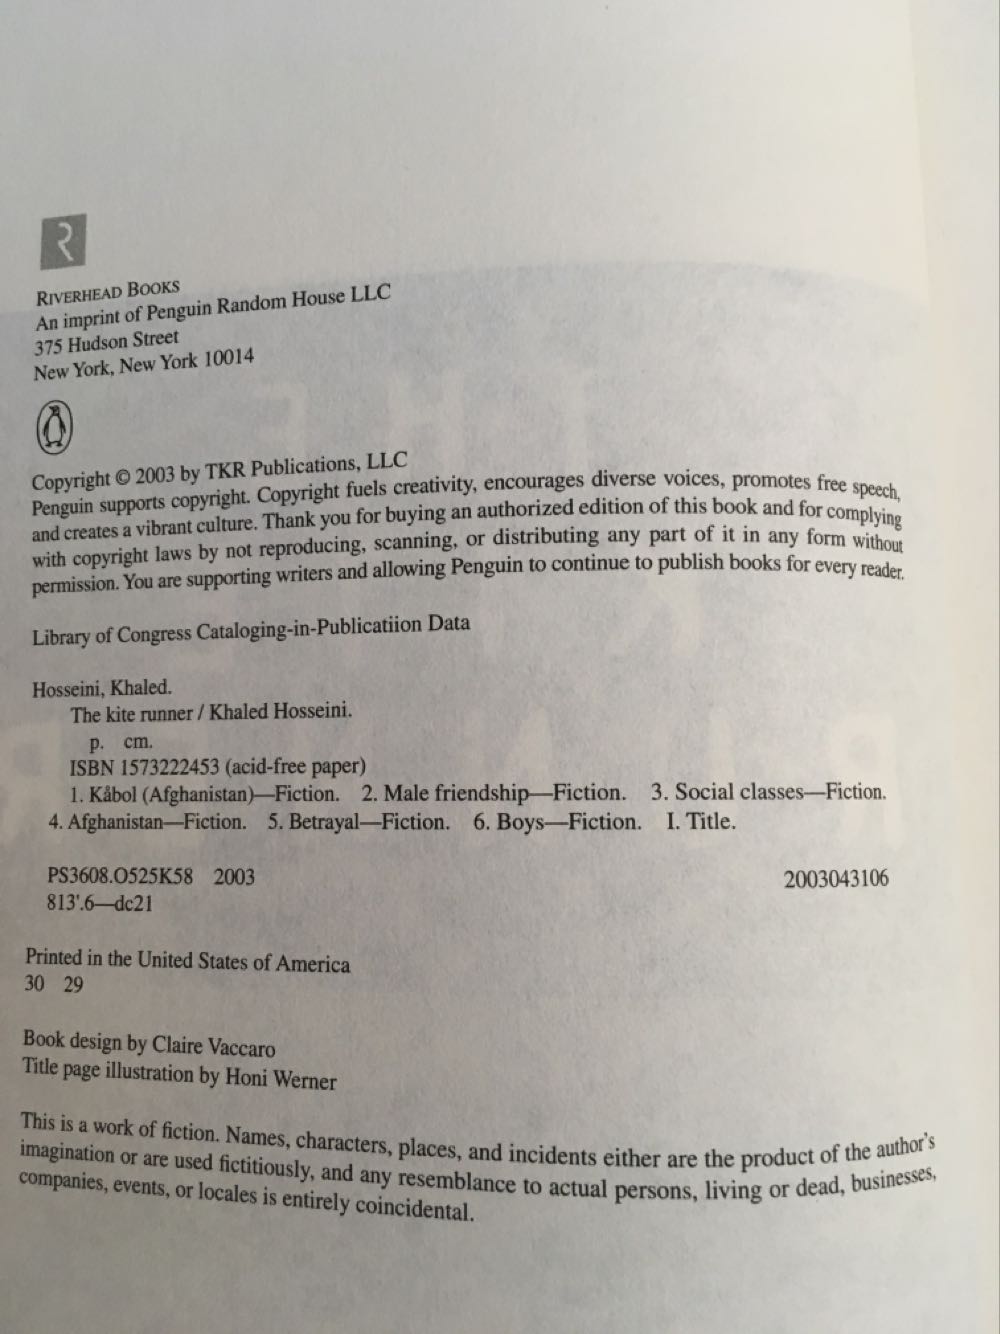 R
RIVERHEAD BOOKS
An imprint of Penguin Random House LLC
375 Hudson Street
New York, New York 10014
Copyright © 2003 by TKR Publications, LLC
Penguin supports copyright. Copyright fuels creativity, encourages diverse voices, promotes free speech,
and creates a vibrant culture. Thank you for buying an authorized edition of this book and for complying
with copyright laws by not reproducing, scanning, or distributing any part of it in any form without
permission. You are supporting writers and allowing Penguin to continue to publish books for every reader.
Library of Congress Cataloging-in-Publicatiion Data
Hosseini, Khaled.
The kite runner / Khaled Hosseini.
p. cm.
ISBN 1573222453 (acid-free paper)
1. Kåbol (Afghanistan)—Fiction. 2. Male friendship—Fiction. 3. Social classes—Fiction.
4. Afghanistan—Fiction. 5. Betrayal—Fiction. 6. Boys—Fiction. I. Title.
PS3608.O525K58 2003 2003043106
813'.6—dc21
Printed in the United States of America
30 29
Book design by Claire Vaccaro
Title page illustration by Honi Werner
This is a work of fiction. Names, characters, places, and incidents either are the product of the author's
imagination or are used fictitiously, and any resemblance to actual persons, living or dead, businesses,
companies, events, or locales is entirely coincidental.